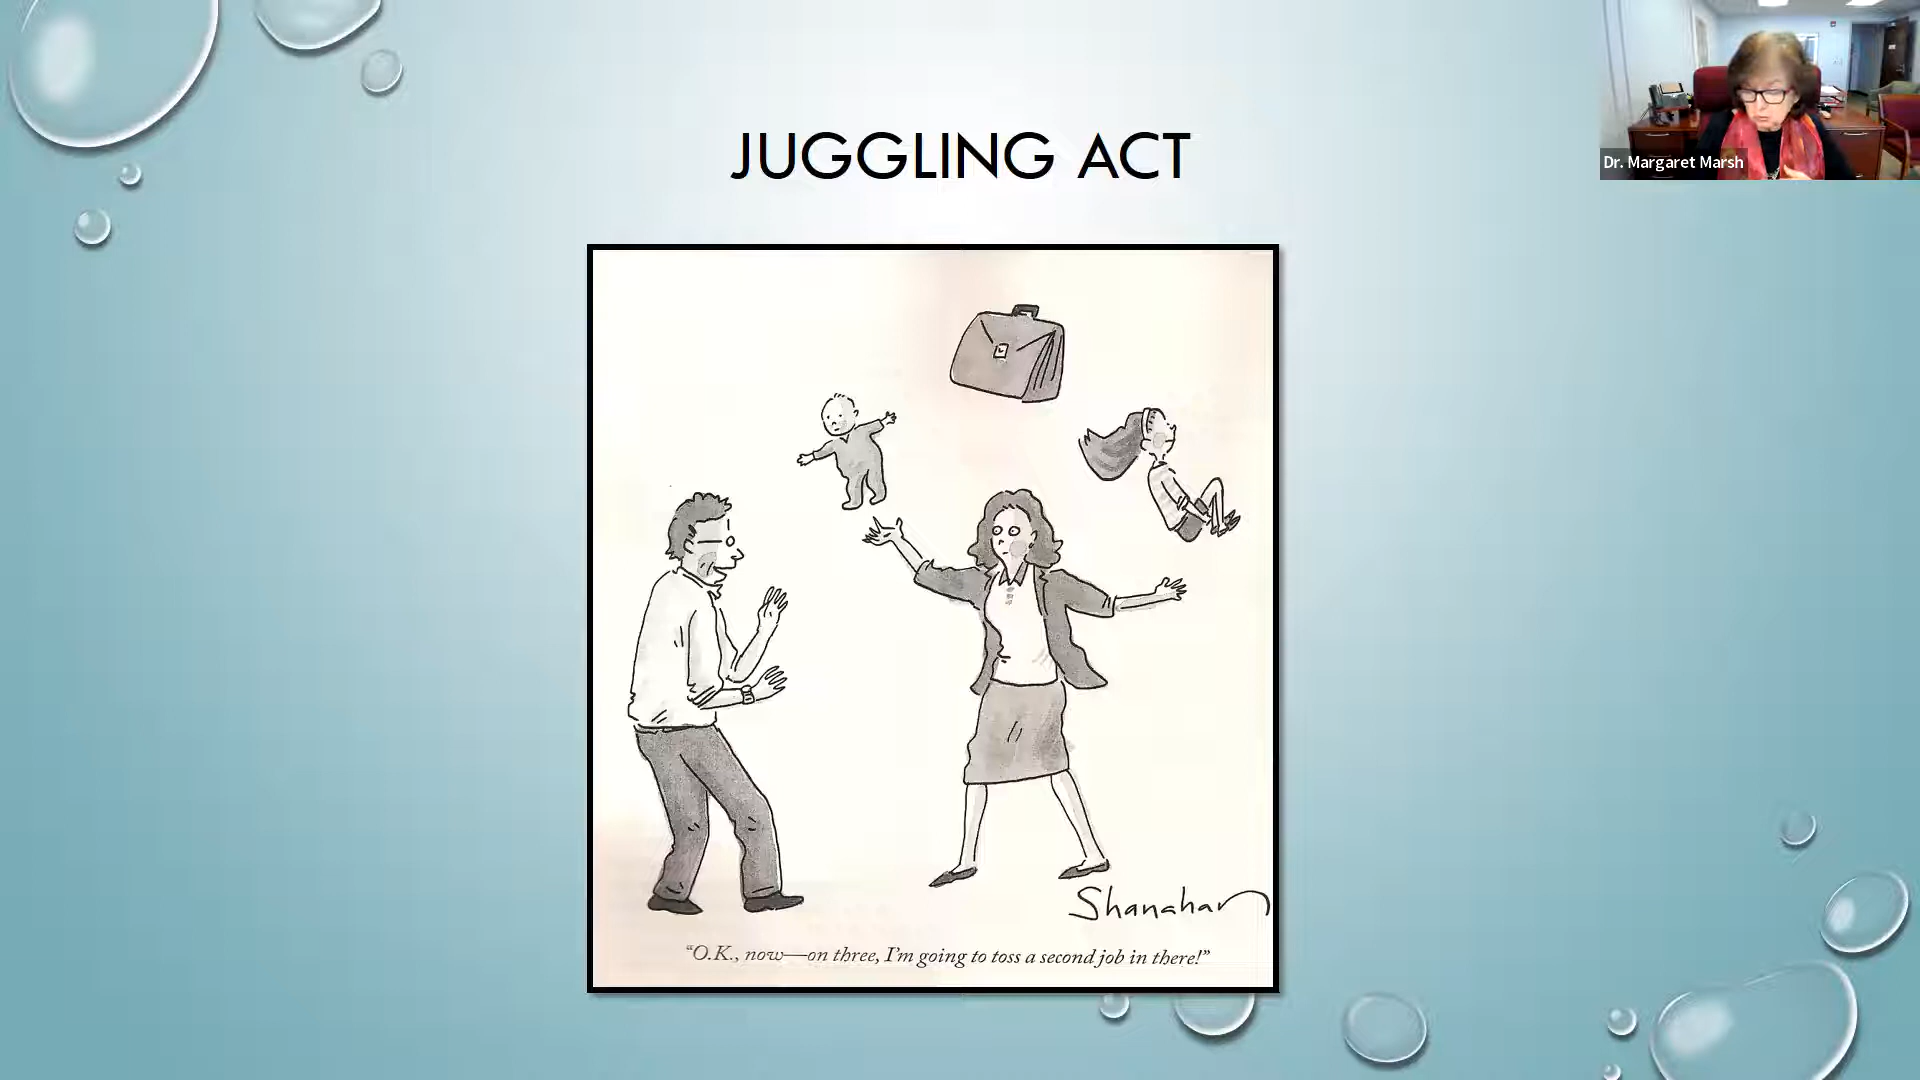 JUGGLING ACT
Dr. Margaret Marsh
Shanahan
“O.K., now—on three, I’m going to toss a second job in there!”